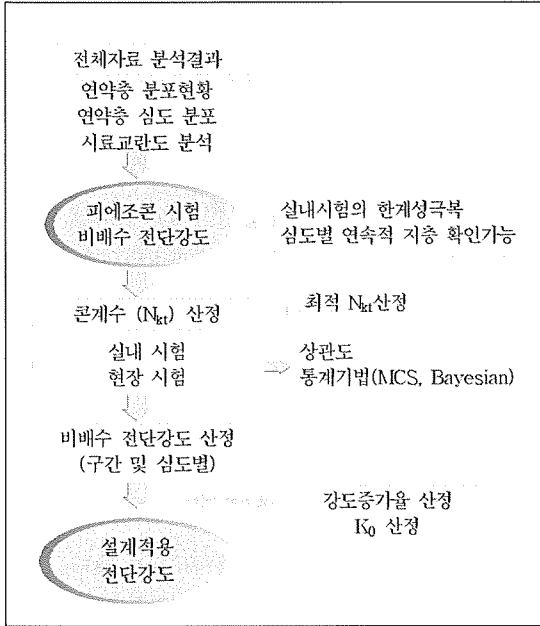 전체자료 분석결과
연약층 분포현황
연약층 심도 분포
시료교란도 분석
피에조콘 시험
비배수 전단강도
실내시험의 한계성극복
심도별 연속적 지층 확인가능
콘계수 (Nkt) 산정
최적 Nkt산정
실내 시험
현장 시험
상관도
통계기법(MCS, Bayesian)
비배수 전단강도 산정
(구간 및 심도별)
강도증가율 산정
K0 산정
설계적용
전단강도